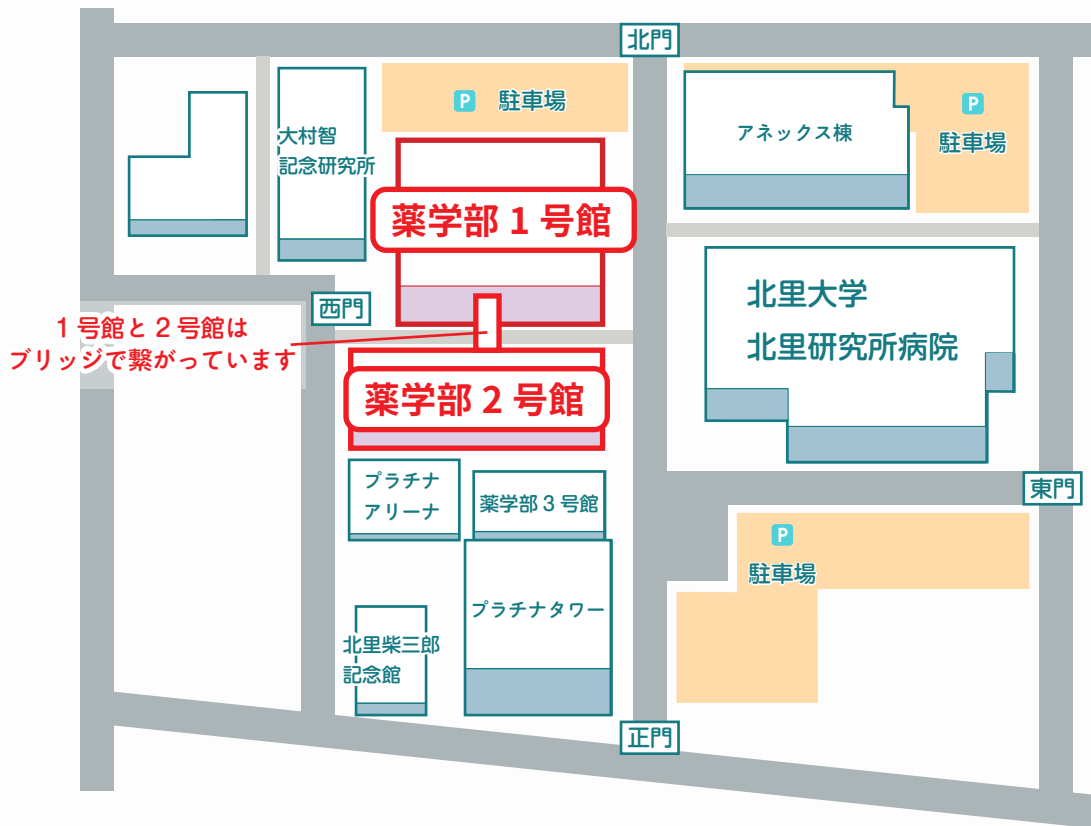 北門
P 駐車場
アネックス棟
P
駐車場
大村智
記念研究所
薬学部1号館
北里大学
北里研究所病院
西門
1号館と2号館は
ブリッジで繋がっています
薬学部2号館
プラチナ
アリーナ
薬学部3号館
東門
P
駐車場
プラチナタワー
北里柴三郎
記念館
正門